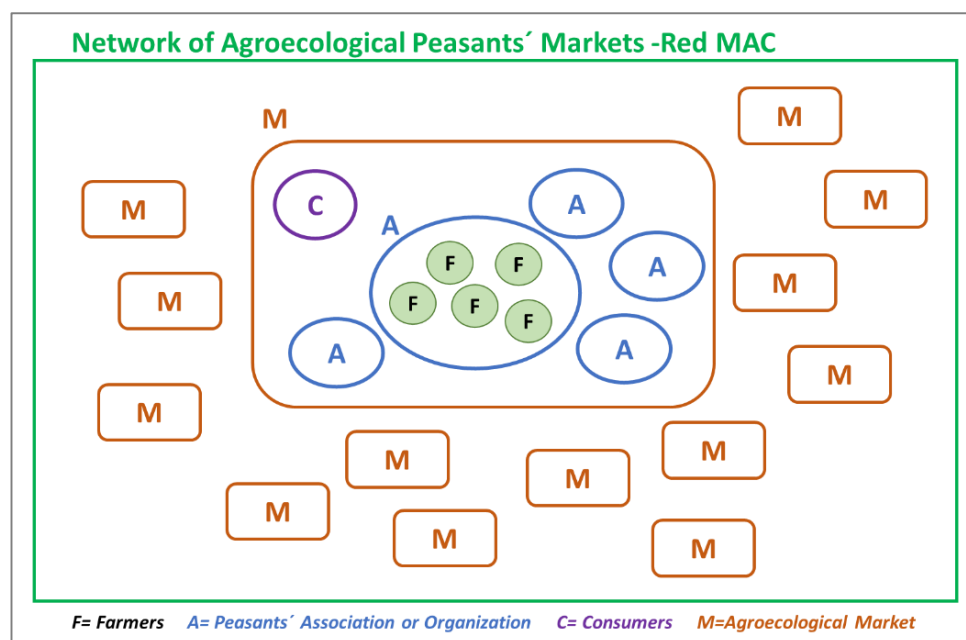 Network of Agroecological Peasants´ Markets -Red MAC
M
M
M
C
A
A
M
A
F
F
M
M
F
F
F
A
A
M
M
M
M
M
M
M
M
M
F= Farmers A= Peasants´ Association or Organization C= Consumers M=Agroecological Market